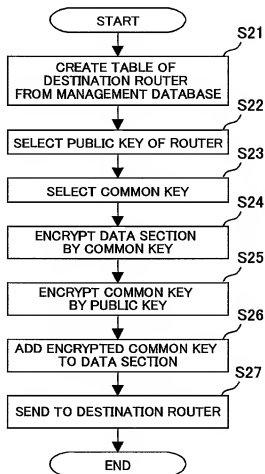 START
S21
CREATE TABLE OF
DESTINATION ROUTER
FROM MANAGEMENT DATABASE
S22
SELECT PUBLIC KEY OF ROUTER
S23
SELECT COMMON KEY
S24
ENCRYPT DATA SECTION
BY COMMON KEY
S25
ENCRYPT COMMON KEY
BY PUBLIC KEY
S26
ADD ENCRYPTED COMMON KEY
TO DATA SECTION
S27
SEND TO DESTINATION ROUTER
END